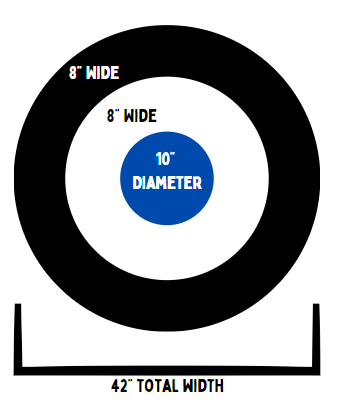 8" WIDE
8" WIDE
10"
DIAMETER
42" TOTAL WIDTH